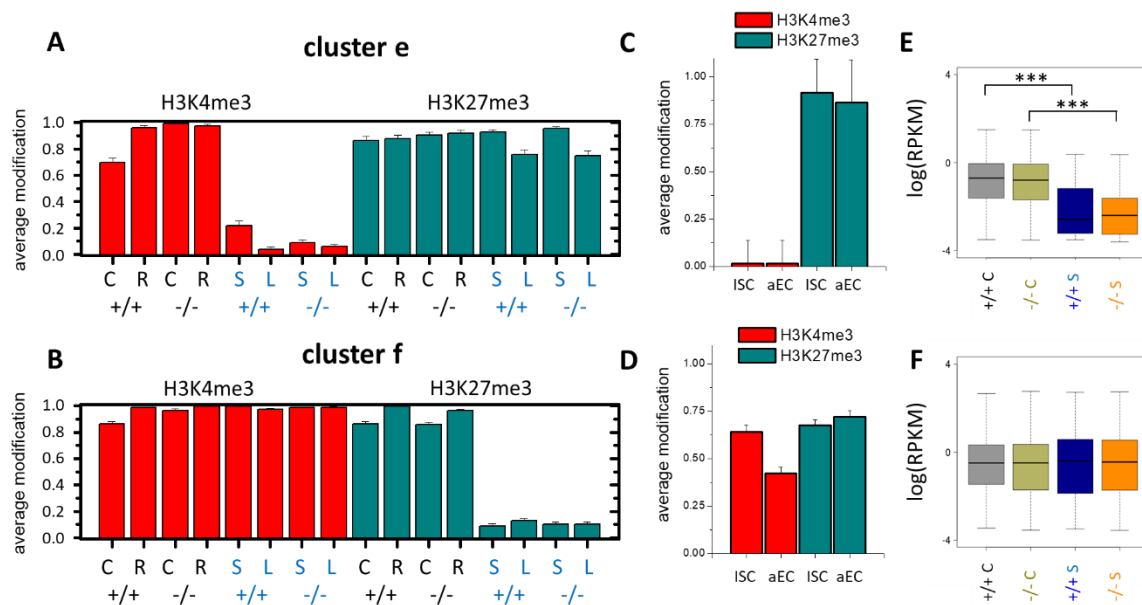 A
cluster e
H3K4me3
H3K27me3
average modification
1.0
0.8
0.6
0.4
0.2
0.0
C R C R S L S L C R C R S L S L
+/+ -/- +/+ -/- +/+ -/- +/+ -/-
B
cluster f
H3K4me3
H3K27me3
average modification
1.0
0.8
0.6
0.4
0.2
0.0
C R C R S L S L C R C R S L S L
+/+ -/- +/+ -/- +/+ -/- +/+ -/-
C
H3K4me3
H3K27me3
average modification
1.00
0.75
0.50
0.25
0.00
ISC aEC ISC aEC
D
H3K4me3
H3K27me3
average modification
1.00
0.75
0.50
0.25
0.00
ISC aEC ISC aEC
E
log(RPKM)
4
0
-4
***
***
+/+ C
-/- C
+/+ S
-/- S
F
log(RPKM)
4
0
-4
+/+ C
-/- C
+/+ S
-/- S